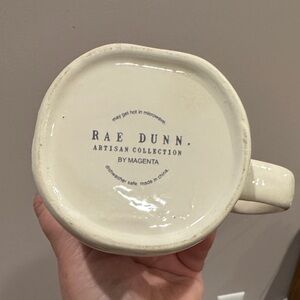 may get hot in microwave.
RAE DUNN.
ARTISAN COLLECTION
BY MAGENTA
dishwasher safe. made in china.